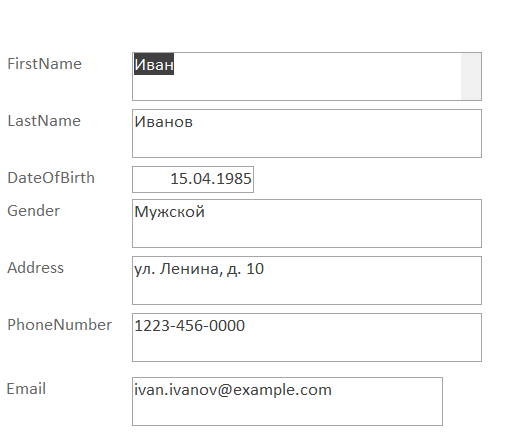 FirstName Иван
LastName Иванов
DateOfBirth 15.04.1985
Gender Мужской
Address ул. Ленина, д. 10
PhoneNumber 1223-456-0000
Email ivan.ivanov@example.com